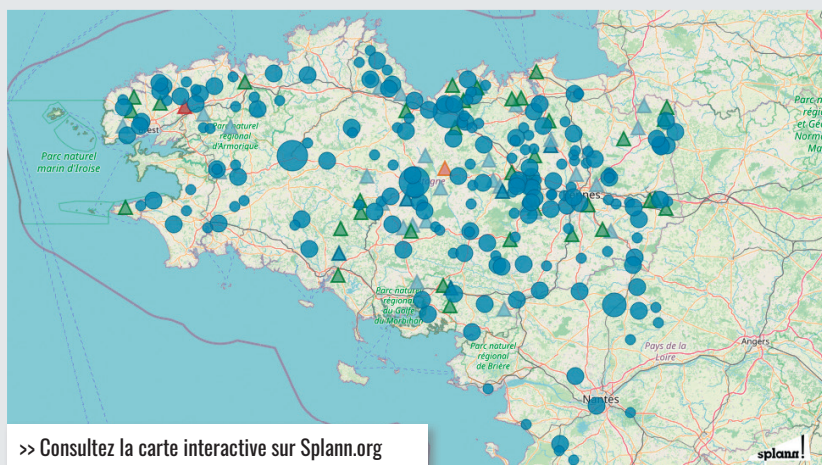 Parc naturel
régional
d'Armorique
Parc naturel
marin d'Iroise
Parc naturel
régional
du Golfe
du Morbihan
Parc naturel
régional
de Brière
Pays de la
Loire
Angers
Nantes
>> Consultez la carte interactive sur Splann.org
splann!